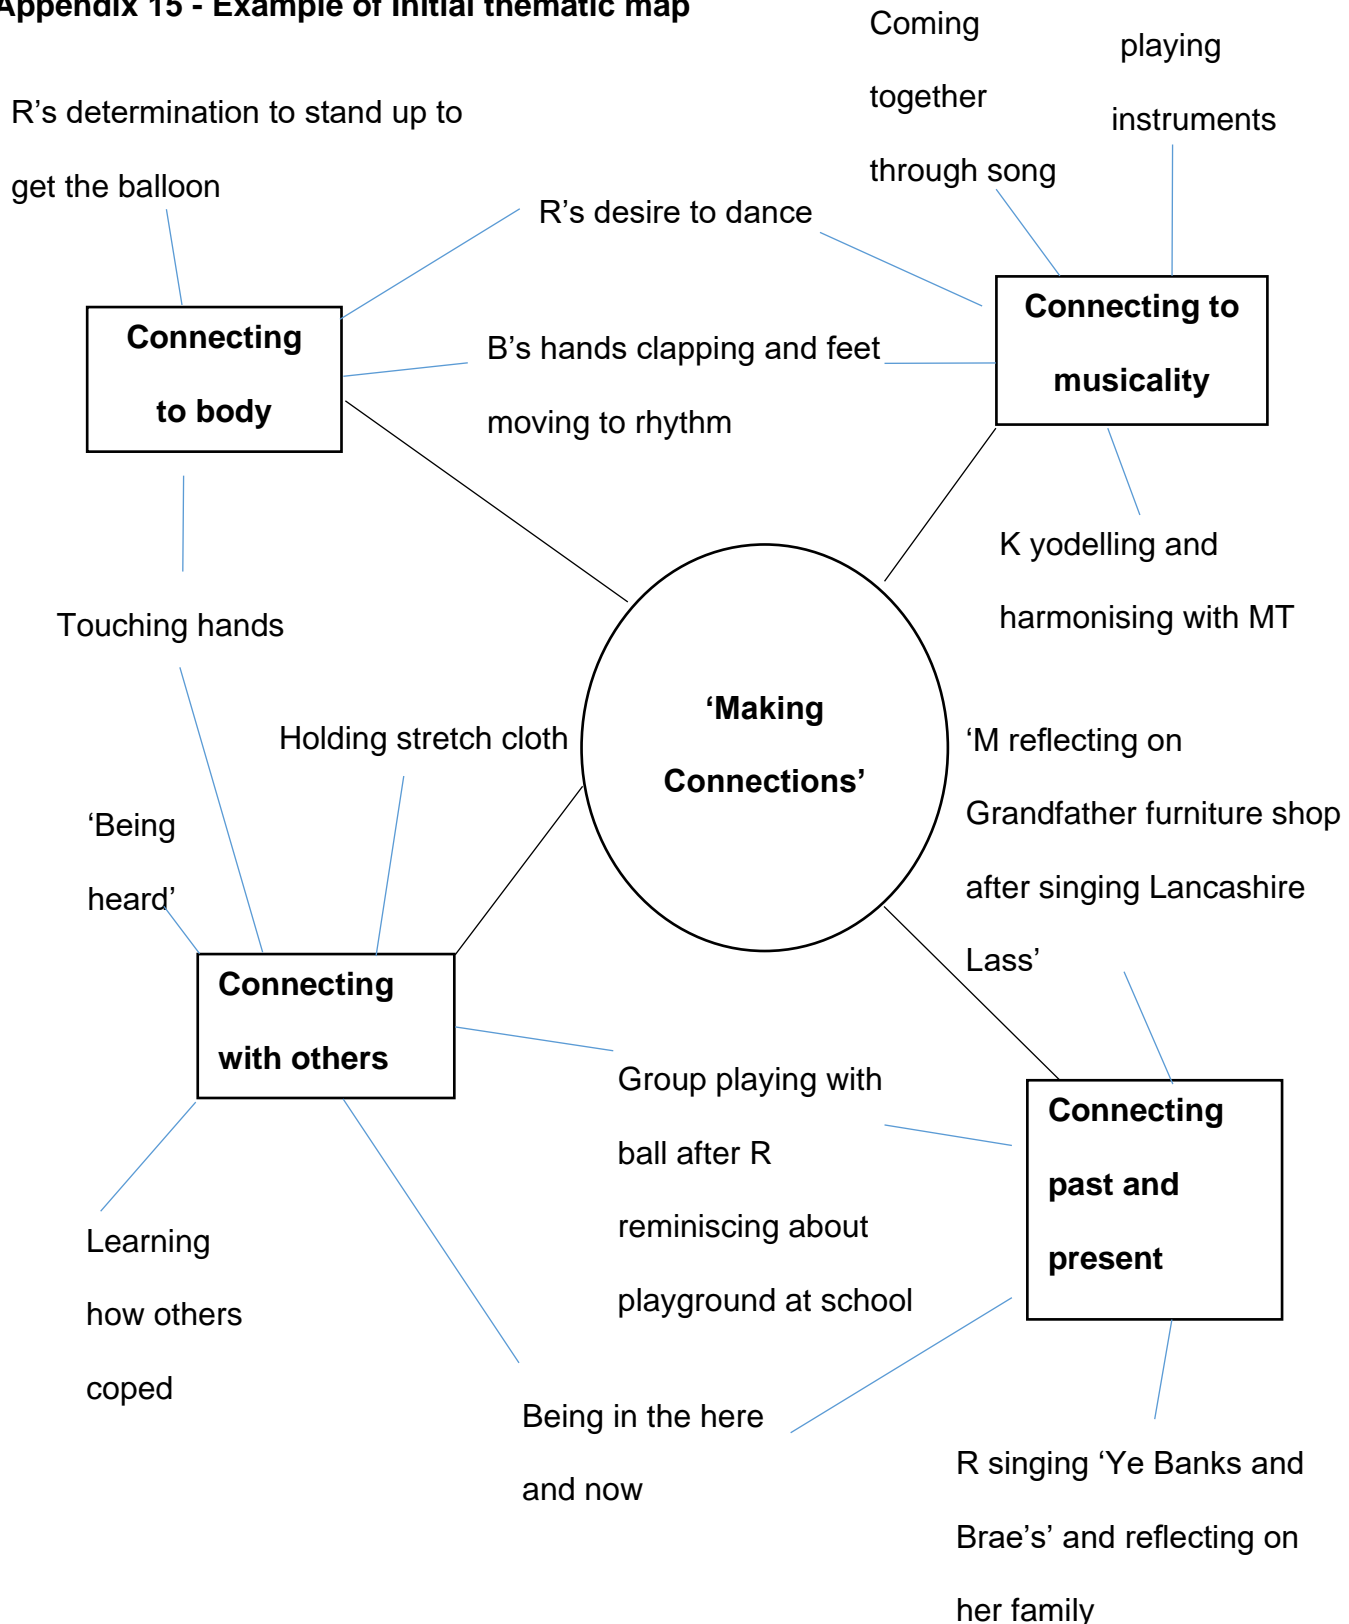 Appendix 15 - Example of initial thematic map
Coming
together
through song
playing
instruments
R’s determination to stand up to
get the balloon
R’s desire to dance
Connecting
to body
B’s hands clapping and feet
moving to rhythm
Connecting to
musicality
K yodelling and
harmonising with MT
Touching hands
Holding stretch cloth
‘Making
Connections’
‘M reflecting on
Grandfather furniture shop
after singing Lancashire
Lass’
‘Being
heard’
Connecting
with others
Group playing with
ball after R
reminiscing about
playground at school
Connecting
past and
present
Learning
how others
coped
Being in the here
and now
R singing ‘Ye Banks and
Brae’s’ and reflecting on
her family